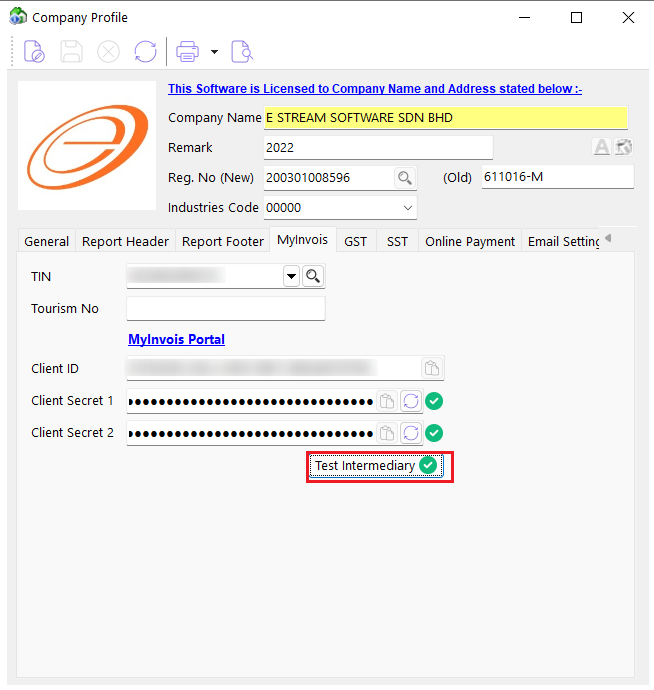 Company Profile
This Software is Licensed to Company Name and Address stated below :-
Company Name E STREAM SOFTWARE SDN BHD
Remark 2022
Reg. No (New) 200301008596 (Old) 611016-M
Industries Code 00000
General Report Header Report Footer MyInvois GST SST Online Payment Email Setting
TIN
Tourism No
MyInvois Portal
Client ID
Client Secret 1
Client Secret 2
Test Intermediary